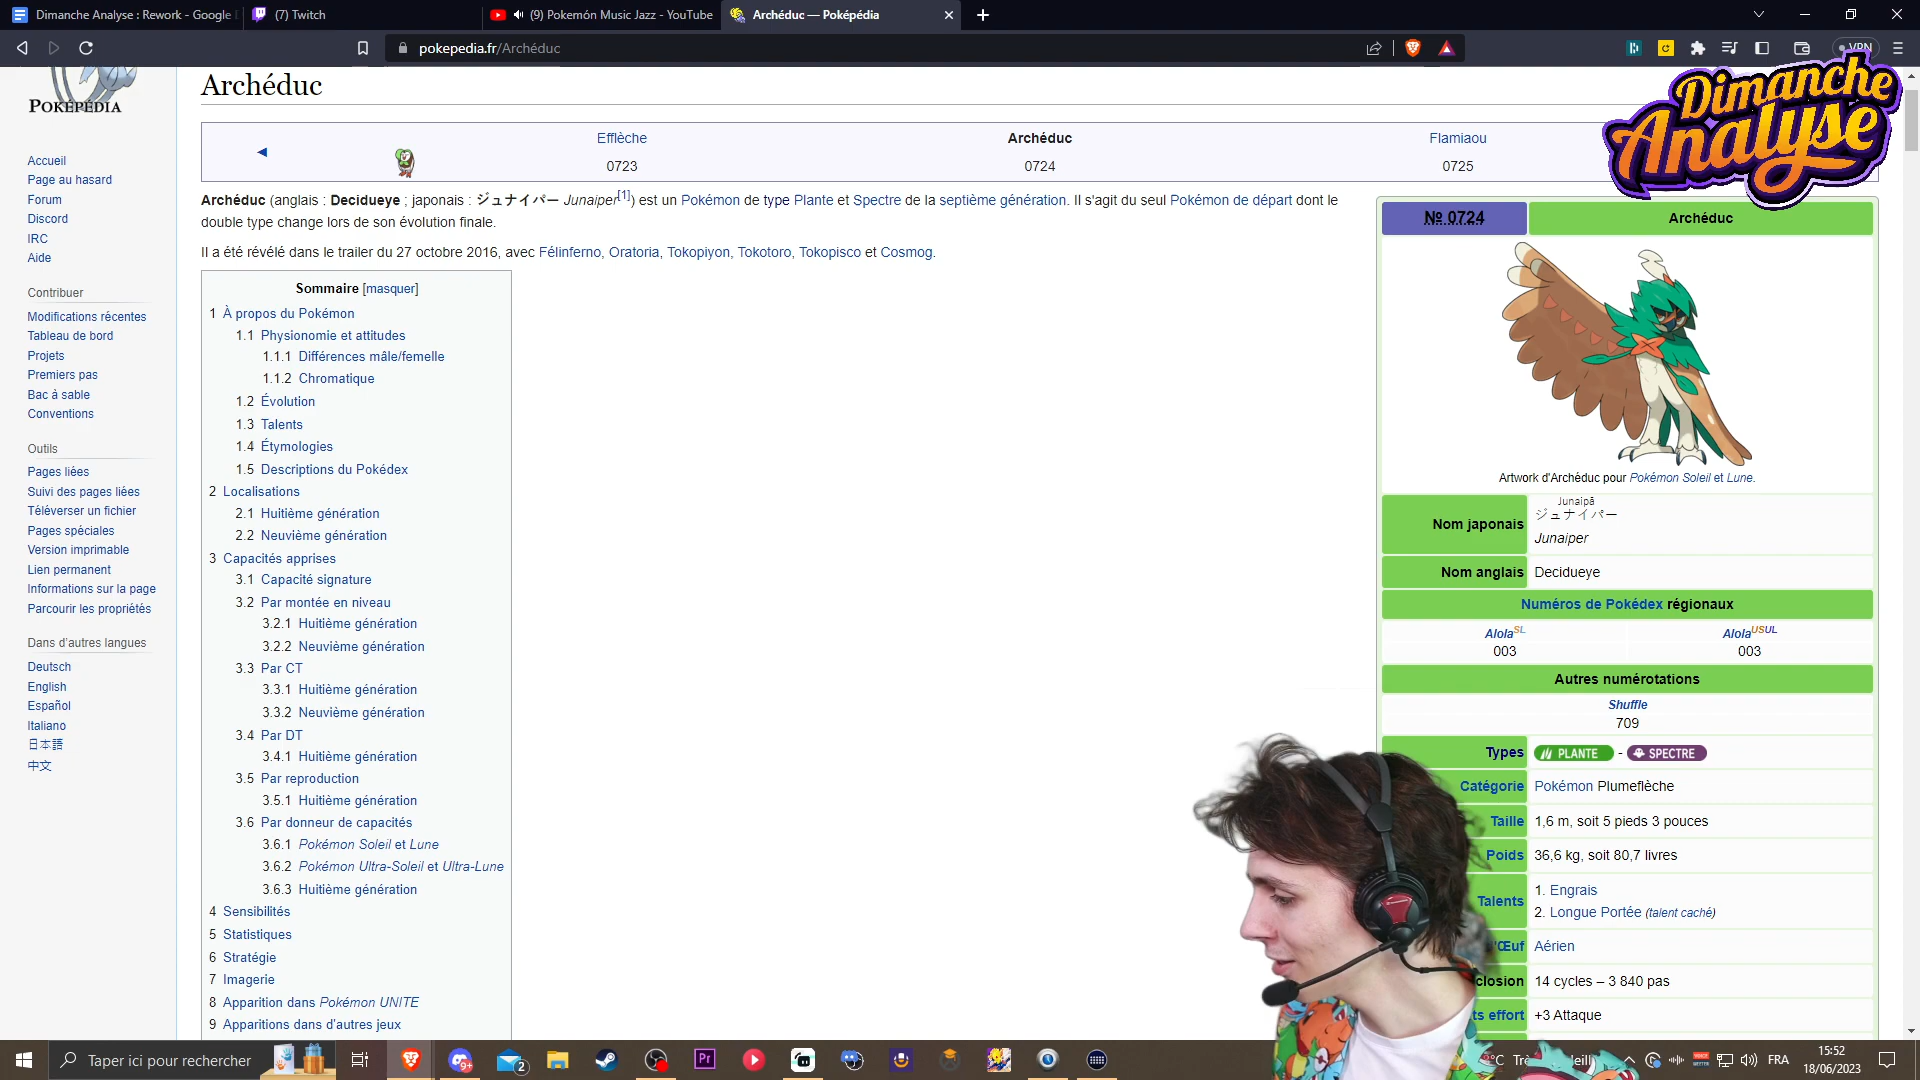 Dimanche Analyse : Rework - Google
(7) Twitch
(9) Pokemón Music Jazz - YouTube
Archéduc — Poképédia
pokepedia.fr/Archéduc
VPN
Dimanche
Analyse
POKÉPÉDIA
Accueil
Page au hasard
Forum
Discord
IRC
Aide
Contribuer
Modifications récentes
Tableau de bord
Projets
Premiers pas
Bac à sable
Conventions
Outils
Pages liées
Suivi des pages liées
Téléverser un fichier
Pages spéciales
Version imprimable
Lien permanent
Informations sur la page
Parcourir les propriétés
Dans d'autres langues
Deutsch
English
Español
Italiano
日本語
中文
Archéduc
◄
Efflèche
0723
Archéduc
0724
Flamiaou
0725
Archéduc (anglais : Decidueye ; japonais : ジュナイパー Junaiper[1]) est un Pokémon de type Plante et Spectre de la septième génération. Il s'agit du seul Pokémon de départ dont le
double type change lors de son évolution finale.
Il a été révélé dans le trailer du 27 octobre 2016, avec Félinferno, Oratoria, Tokopiyon, Tokotoro, Tokopisco et Cosmog.
Sommaire [masquer]
1 À propos du Pokémon
1.1 Physionomie et attitudes
1.1.1 Différences mâle/femelle
1.1.2 Chromatique
1.2 Évolution
1.3 Talents
1.4 Étymologies
1.5 Descriptions du Pokédex
2 Localisations
2.1 Huitième génération
2.2 Neuvième génération
3 Capacités apprises
3.1 Capacité signature
3.2 Par montée en niveau
3.2.1 Huitième génération
3.2.2 Neuvième génération
3.3 Par CT
3.3.1 Huitième génération
3.3.2 Neuvième génération
3.4 Par DT
3.4.1 Huitième génération
3.5 Par reproduction
3.5.1 Huitième génération
3.6 Par donneur de capacités
3.6.1 Pokémon Soleil et Lune
3.6.2 Pokémon Ultra-Soleil et Ultra-Lune
3.6.3 Huitième génération
4 Sensibilités
5 Statistiques
6 Stratégie
7 Imagerie
8 Apparition dans Pokémon UNITE
9 Apparitions dans d'autres jeux
№ 0724
Archéduc
Artwork d'Archéduc pour Pokémon Soleil et Lune.
Nom japonais
Junaipā
ジュナイパー
Junaiper
Nom anglais
Decidueye
Numéros de Pokédex régionaux
AlolaSL
003
AlolaUSUL
003
Autres numérotations
Shuffle
709
Types
PLANTE - SPECTRE
Catégorie
Pokémon Plumeflèche
Taille
1,6 m, soit 5 pieds 3 pouces
Poids
36,6 kg, soit 80,7 livres
Talents
1. Engrais
2. Longue Portée (talent caché)
'Œuf
Aérien
closion
14 cycles – 3 840 pas
ts effort
+3 Attaque
Taper ici pour rechercher
9+
2
Pr
FRA
15:52
18/06/2023